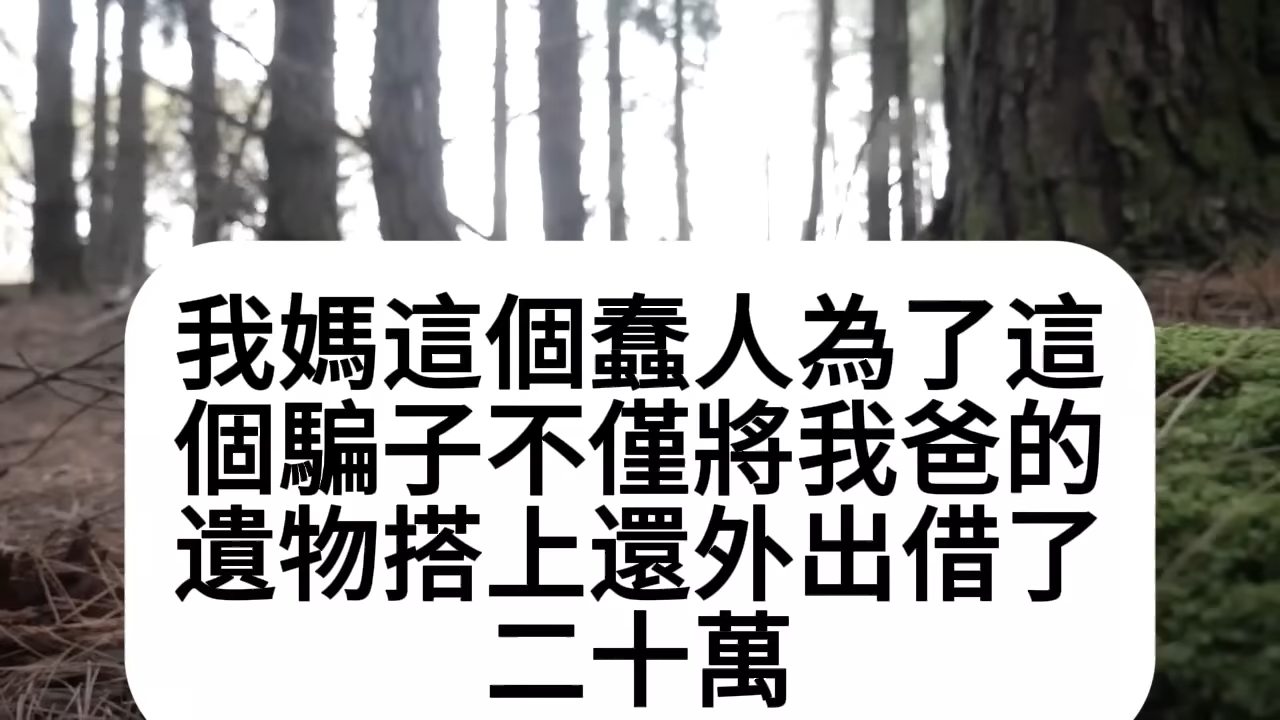 我媽這個蠢人為了這
個騙子不僅將我爸的
遺物搭上還外出借了
二十萬